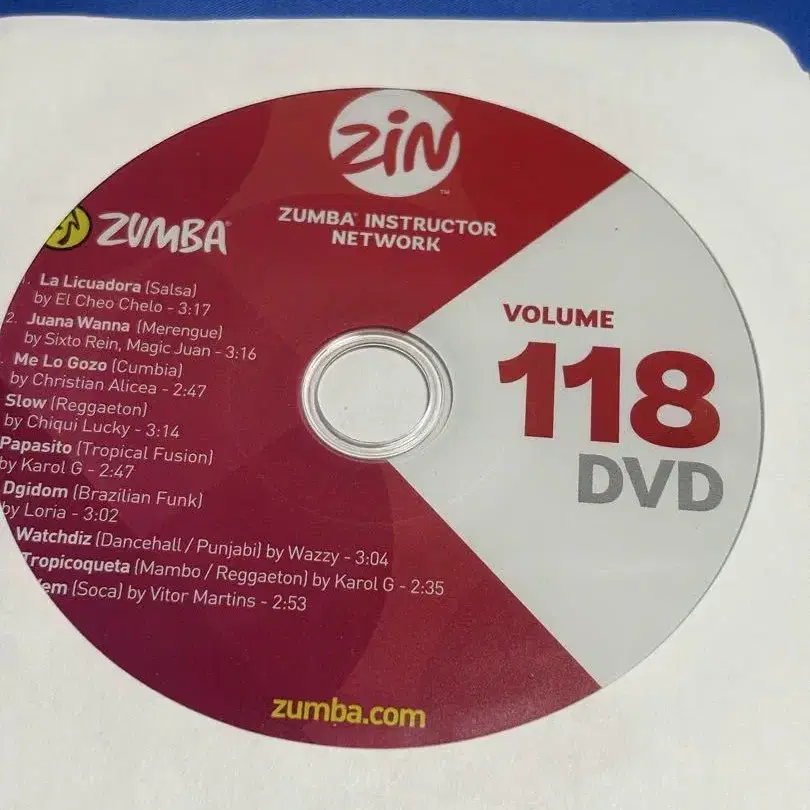 ZiN™
ZUMBA® INSTRUCTOR
NETWORK
ZUMBA®
La Licuadora (Salsa)
by El Cheo Chelo - 3:17
2. Juana Wanna (Merengue)
by Sixto Rein, Magic Juan - 3:16
Me Lo Gozo (Cumbia)
by Christian Alicea - 2:47
Slow (Reggaeton)
by Chiqui Lucky - 3:14
Papasito (Tropical Fusion)
by Karol G - 2:47
Dgidom (Brazilian Funk)
by Loria - 3:02
Watchdiz (Dancehall / Punjabi) by Wazzy - 3:04
Tropicoqueta (Mambo / Reggaeton) by Karol G - 2:35
(Soca) by Vitor Martins - 2:53
VOLUME
118
DVD
zumba.com